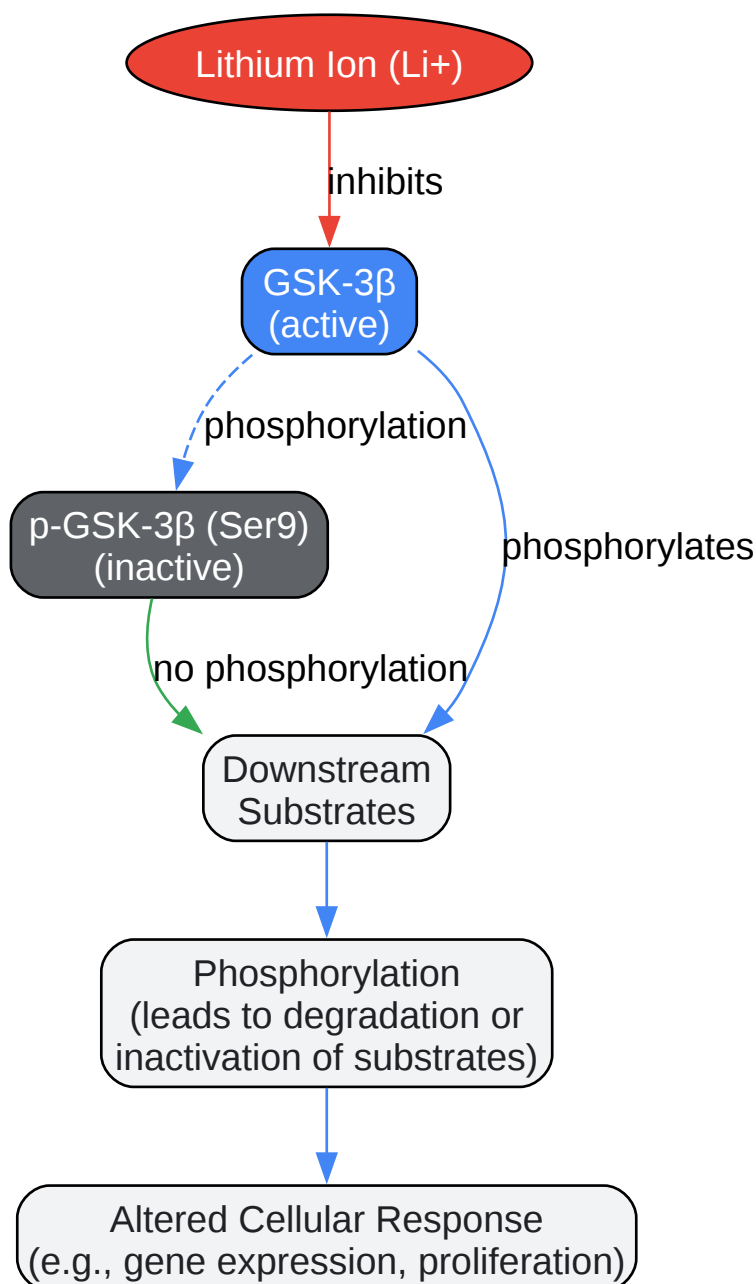 Lithium Ion (Li+)
inhibits
GSK-3β
(active)
phosphorylation
p-GSK-3β (Ser9)
(inactive)
phosphorylates
no phosphorylation
Downstream
Substrates
Phosphorylation
(leads to degradation or
inactivation of substrates)
Altered Cellular Response
(e.g., gene expression, proliferation)